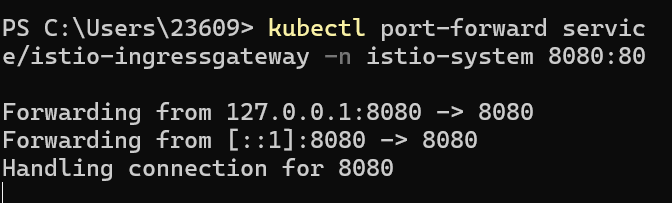 PS C:\Users\23609> kubectl port-forward servic
e/istio-ingressgateway -n istio-system 8080:80
Forwarding from 127.0.0.1:8080 -> 8080
Forwarding from [::1]:8080 -> 8080
Handling connection for 8080